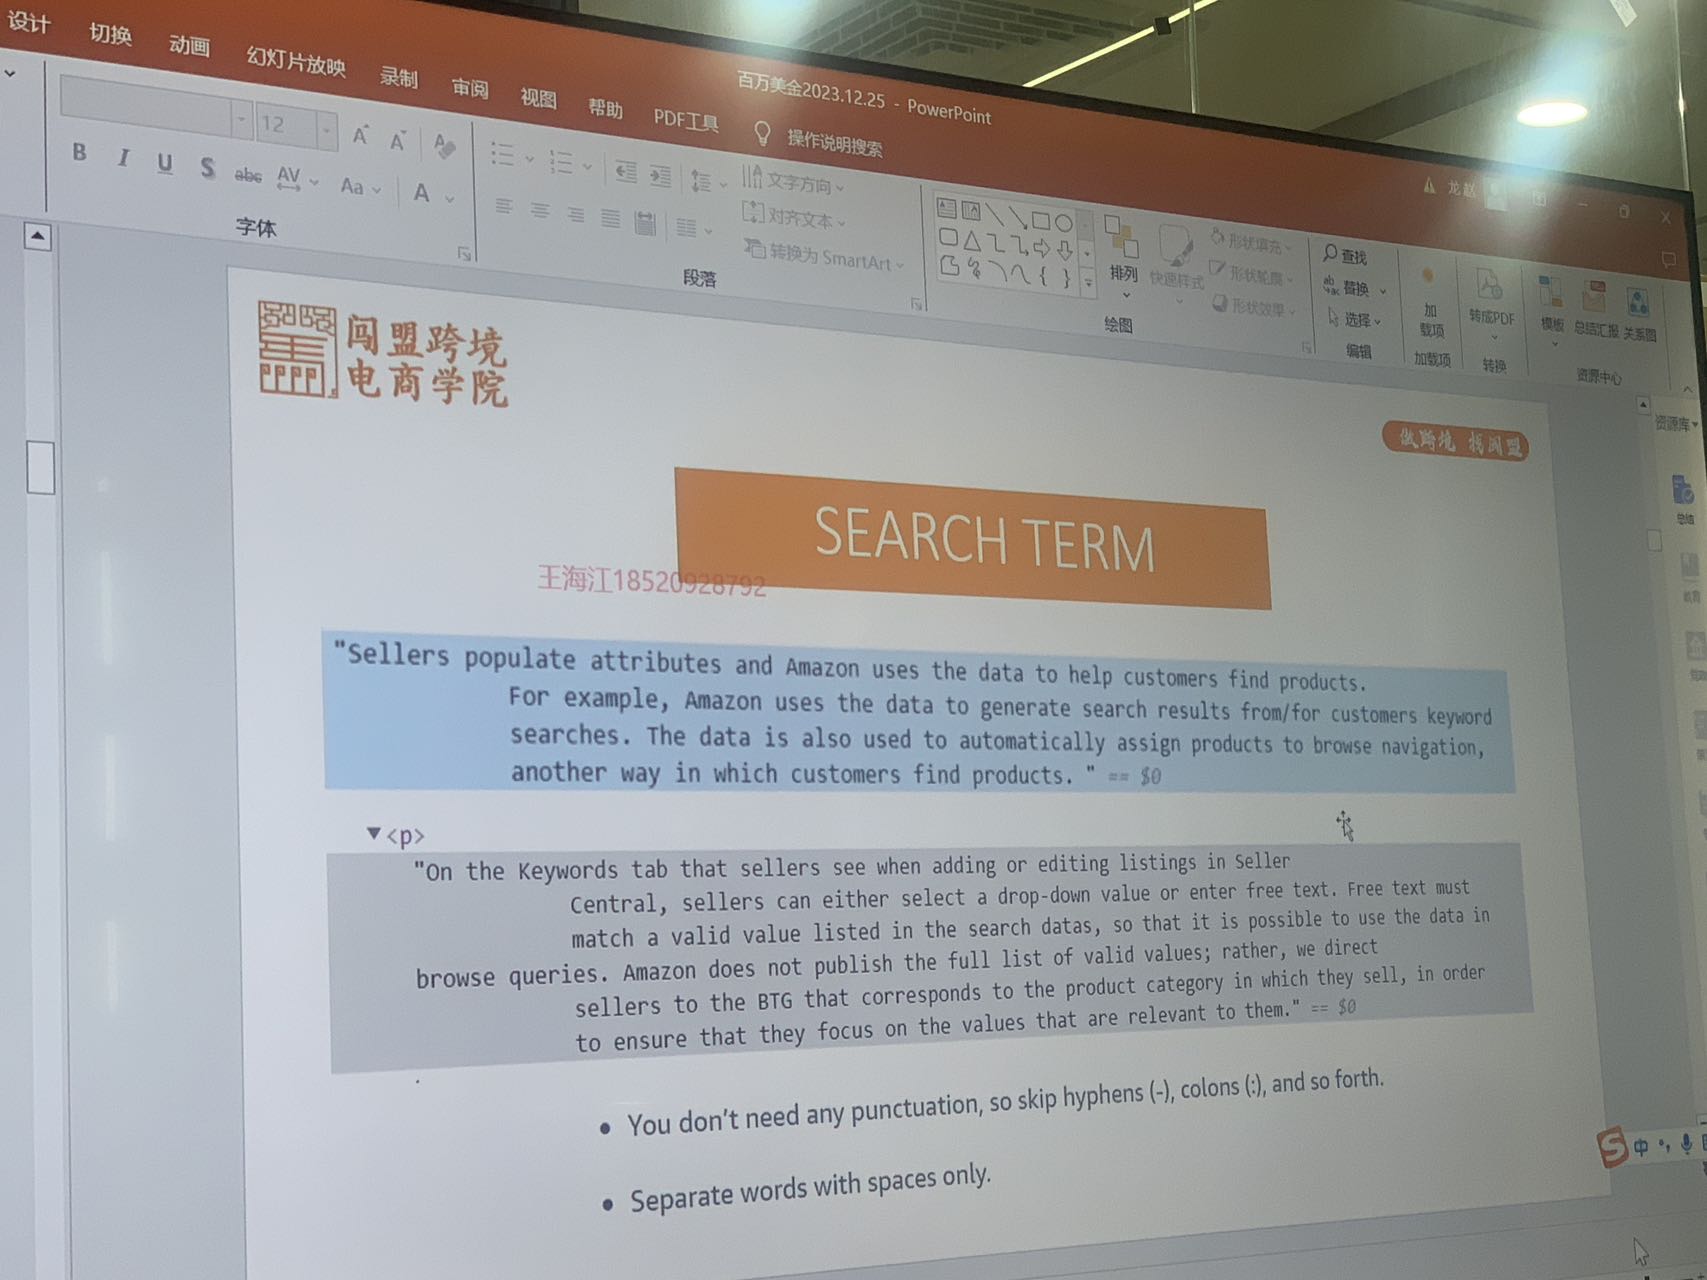 设计 切换 动画 幻灯片放映 录制 审阅 视图 帮助 PDF工具 操作说明搜索
百万美金2023.12.25 - PowerPoint
龙赵
12
B I U S abc AV Aa A
字体
文字方向
对齐文本
转换为 SmartArt
段落
排列
快速样式
形状填充
形状轮廓
形状效果
绘图
查找
替换
选择
编辑
加
载项
加载项
转成PDF
转换
模板 总结汇报 关系图
资源中心
资源库
总结
闯盟跨境
电商学院
做跨境 找闯盟
SEARCH TERM
王海江18520928792
"Sellers populate attributes and Amazon uses the data to help customers find products.
For example, Amazon uses the data to generate search results from/for customers keyword
searches. The data is also used to automatically assign products to browse navigation,
another way in which customers find products. " == $0
▼<p>
"On the Keywords tab that sellers see when adding or editing listings in Seller
Central, sellers can either select a drop-down value or enter free text. Free text must
match a valid value listed in the search datas, so that it is possible to use the data in
browse queries. Amazon does not publish the full list of valid values; rather, we direct
sellers to the BTG that corresponds to the product category in which they sell, in order
to ensure that they focus on the values that are relevant to them." == $0
• You don't need any punctuation, so skip hyphens (-), colons (:), and so forth.
• Separate words with spaces only.
S 中